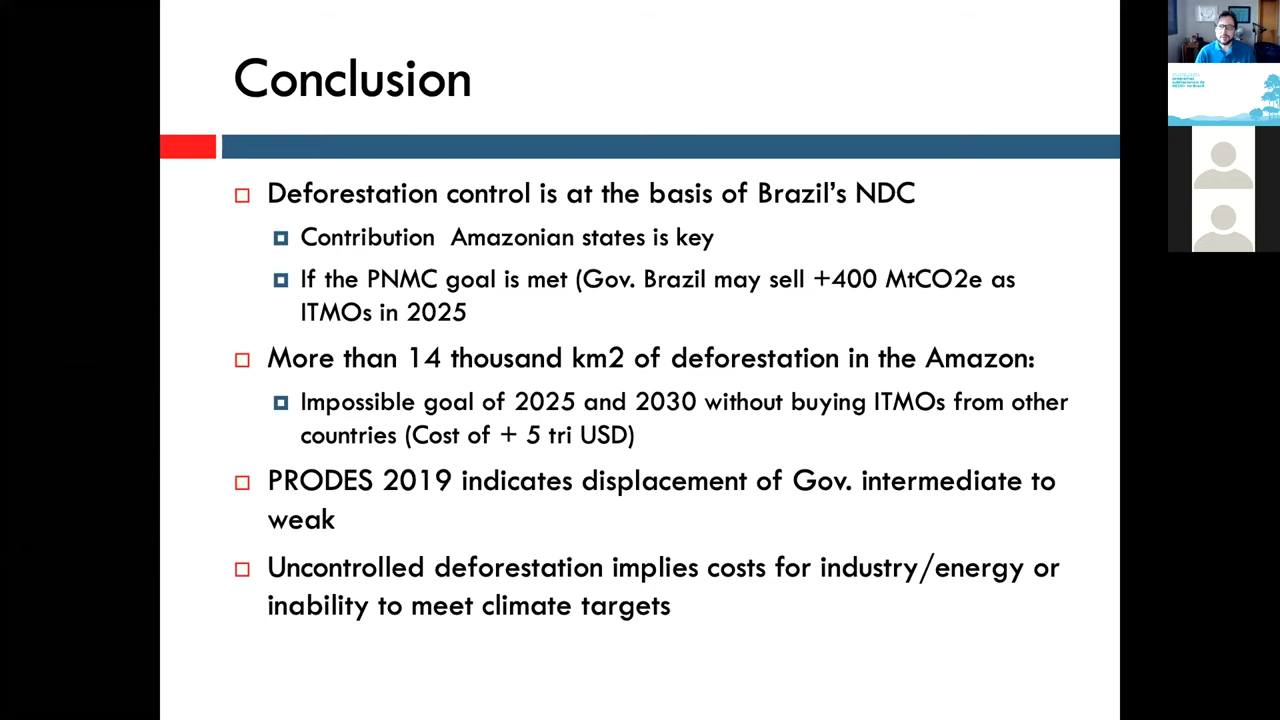 Conclusion
Deforestation control is at the basis of Brazil's NDC
Contribution Amazonian states is key
If the PNMC goal is met (Gov. Brazil may sell +400 MtCO2e as
ITMOs in 2025
More than 14 thousand km2 of deforestation in the Amazon:
Impossible goal of 2025 and 2030 without buying ITMOs from other
countries (Cost of + 5 tri USD)
PRODES 2019 indicates displacement of Gov. intermediate to
weak
Uncontrolled deforestation implies costs for industry/energy or
inability to meet climate targets